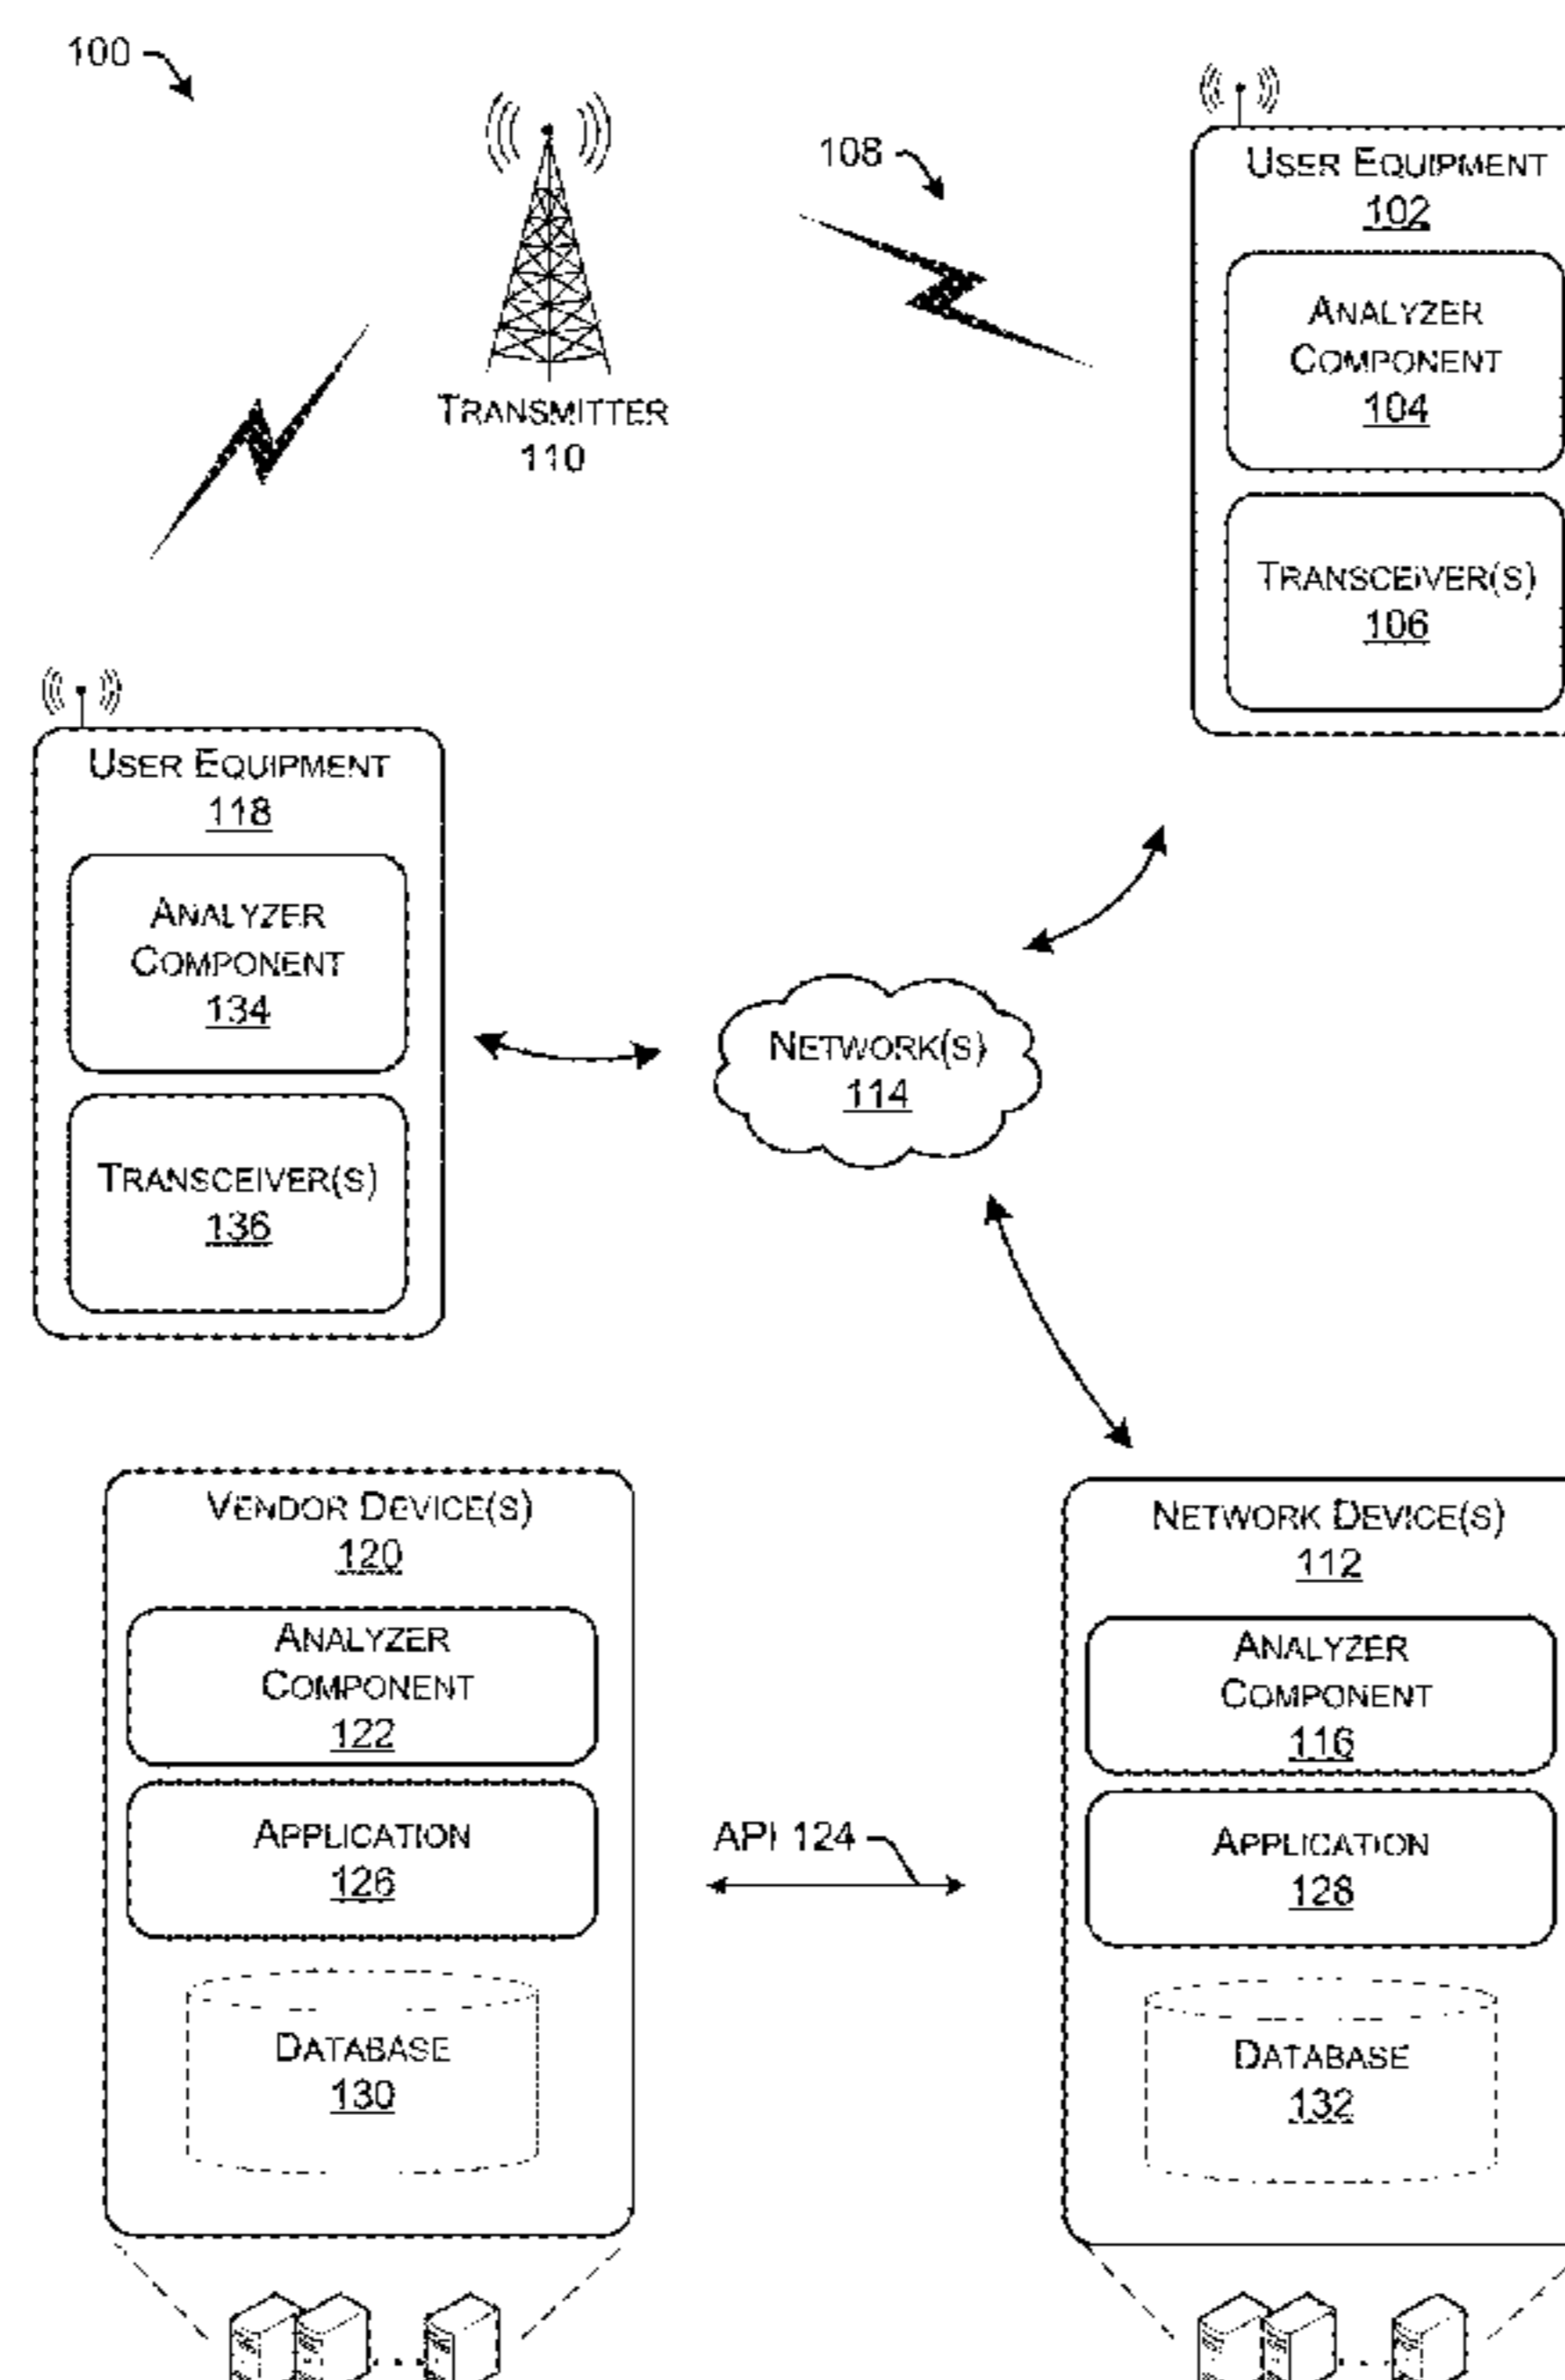 100
108
USER EQUIPMENT
102
ANALYZER
COMPONENT
104
TRANSMITTER
110
TRANSCEIVER(S)
106
USER EQUIPMENT
118
ANALYZER
COMPONENT
134
NETWORK(S)
114
TRANSCEIVER(S)
136
VENDOR DEVICE(S)
120
ANALYZER
COMPONENT
122
APPLICATION
126
DATABASE
130
API 124
NETWORK DEVICE(S)
112
ANALYZER
COMPONENT
116
APPLICATION
128
DATABASE
132